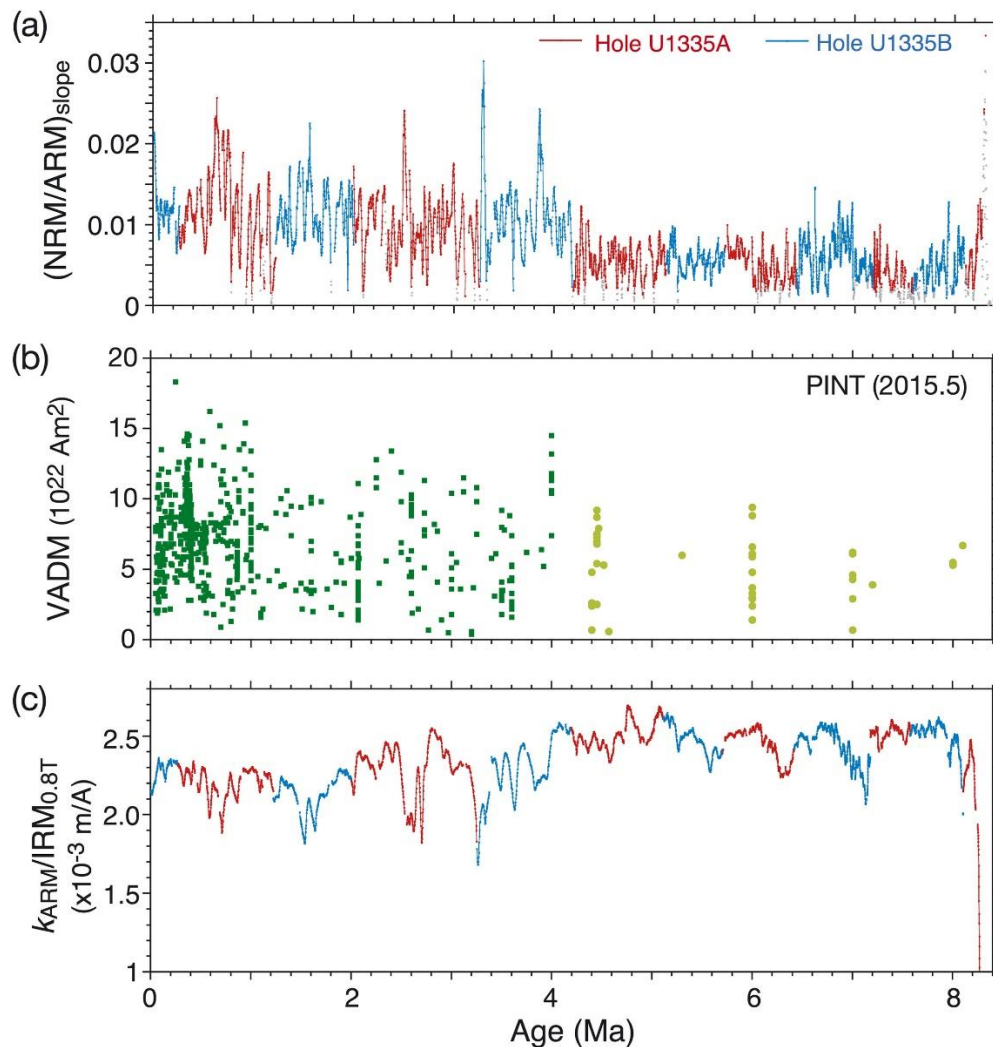 (a)
Hole U1335A
Hole U1335B
(NRM/ARM)slope
0.03
0.02
0.01
0
(b)
PINT (2015.5)
VADM (10²² Am²)
20
15
10
5
0
(c)
kARM/IRM0.8T
(x10⁻³ m/A)
2.5
2.0
1.5
1
0 2 4 6 8
Age (Ma)